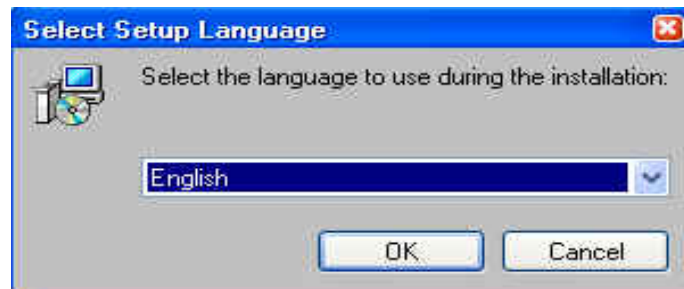 Select Setup Language
Select the language to use during the installation:
English
OK
Cancel